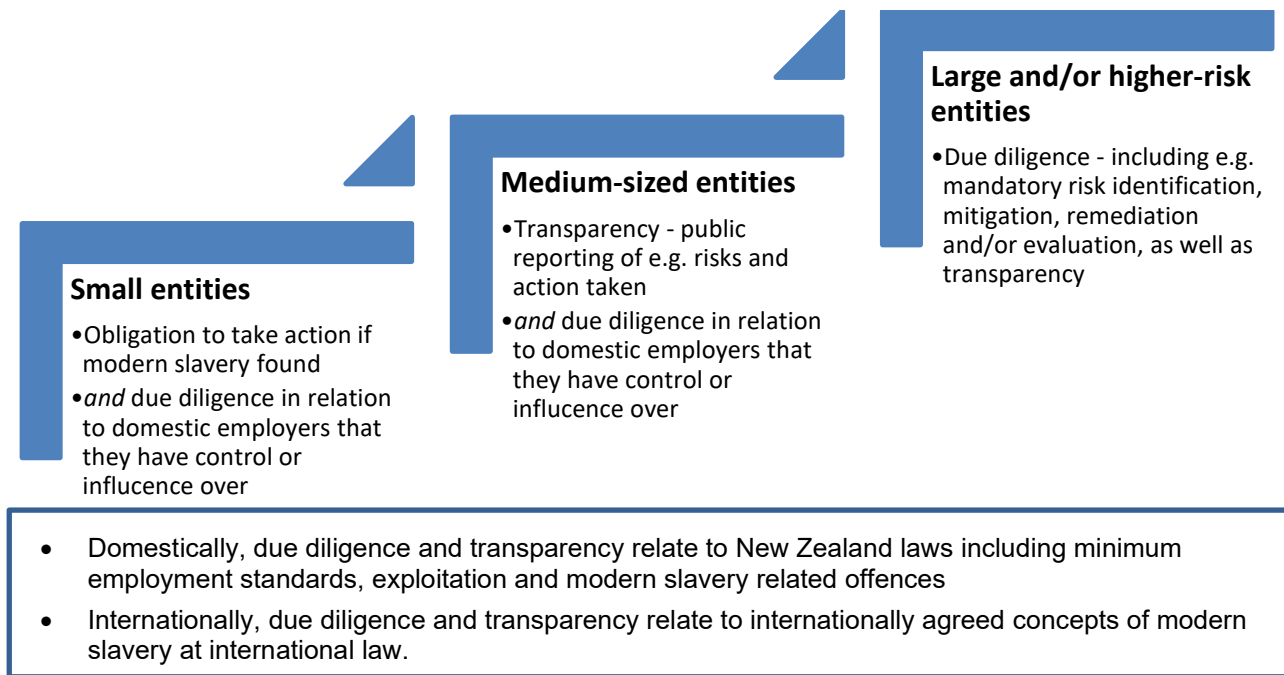 Small entities
•Obligation to take action if
modern slavery found
•and due diligence in relation
to domestic employers that
they have control or
influcence over
Medium-sized entities
•Transparency - public
reporting of e.g. risks and
action taken
•and due diligence in relation
to domestic employers that
they have control or
influcence over
Large and/or higher-risk
entities
•Due diligence - including e.g.
mandatory risk identification,
mitigation, remediation
and/or evaluation, as well as
transparency
• Domestically, due diligence and transparency relate to New Zealand laws including minimum
employment standards, exploitation and modern slavery related offences
• Internationally, due diligence and transparency relate to internationally agreed concepts of modern
slavery at international law.